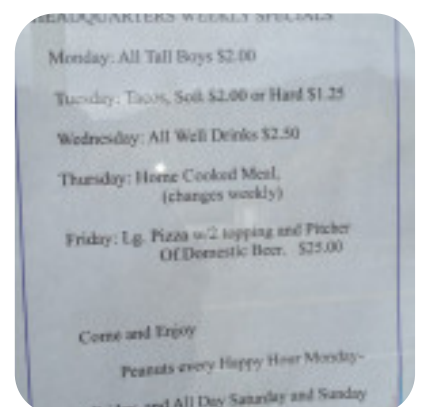 HEADQUARTERS WEEKLY SPECIALS
Monday: All Tall Boys $2.00
Tuesday: Tacos, Soft $2.00 or Hard $1.25
Wednesday: All Well Drinks $2.50
Thursday: Home Cooked Meal,
(changes weekly)
Friday: Lg. Pizza w/2 topping and Pitcher
Of Domestic Beer. $25.00
Come and Enjoy
Peanuts every Happy Hour Monday-
and All Day Saturday and Sunday